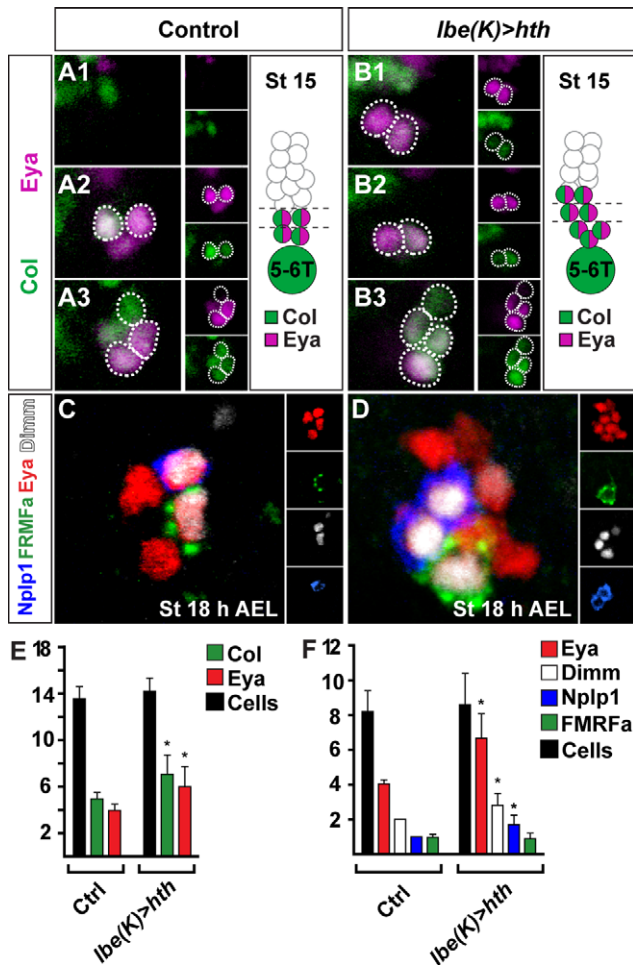 Control
lbe(K)>hth
Eya
Col
A1
St 15
A2
A3
5-6T
Col
Eya
B1
St 15
B2
B3
5-6T
Col
Eya
Nplp1 FRMFa Eya Dimm
C
St 18 h AEL
D
St 18 h AEL
E
18
14
10
6
2
Col
Eya
Cells
*
*
Ctrl
lbe(K)>hth
F
12
10
8
6
4
2
Eya
Dimm
Nplp1
FMRFa
Cells
*
*
*
Ctrl
lbe(K)>hth